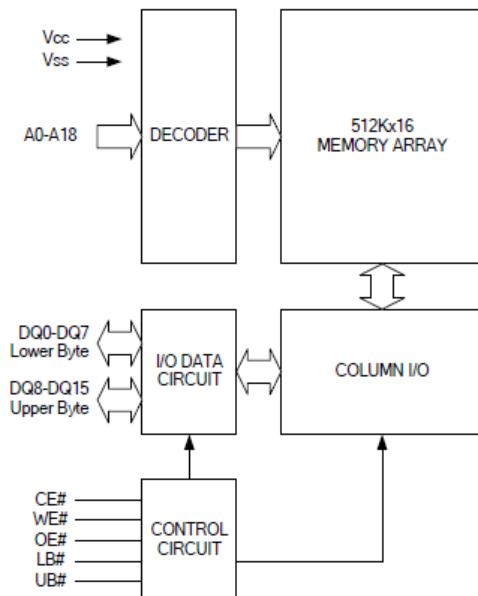 Vcc
Vss
A0-A18
DECODER
512Kx16
MEMORY ARRAY
DQ0-DQ7
Lower Byte
DQ8-DQ15
Upper Byte
I/O DATA
CIRCUIT
COLUMN I/O
CE#
WE#
OE#
LB#
UB#
CONTROL
CIRCUIT